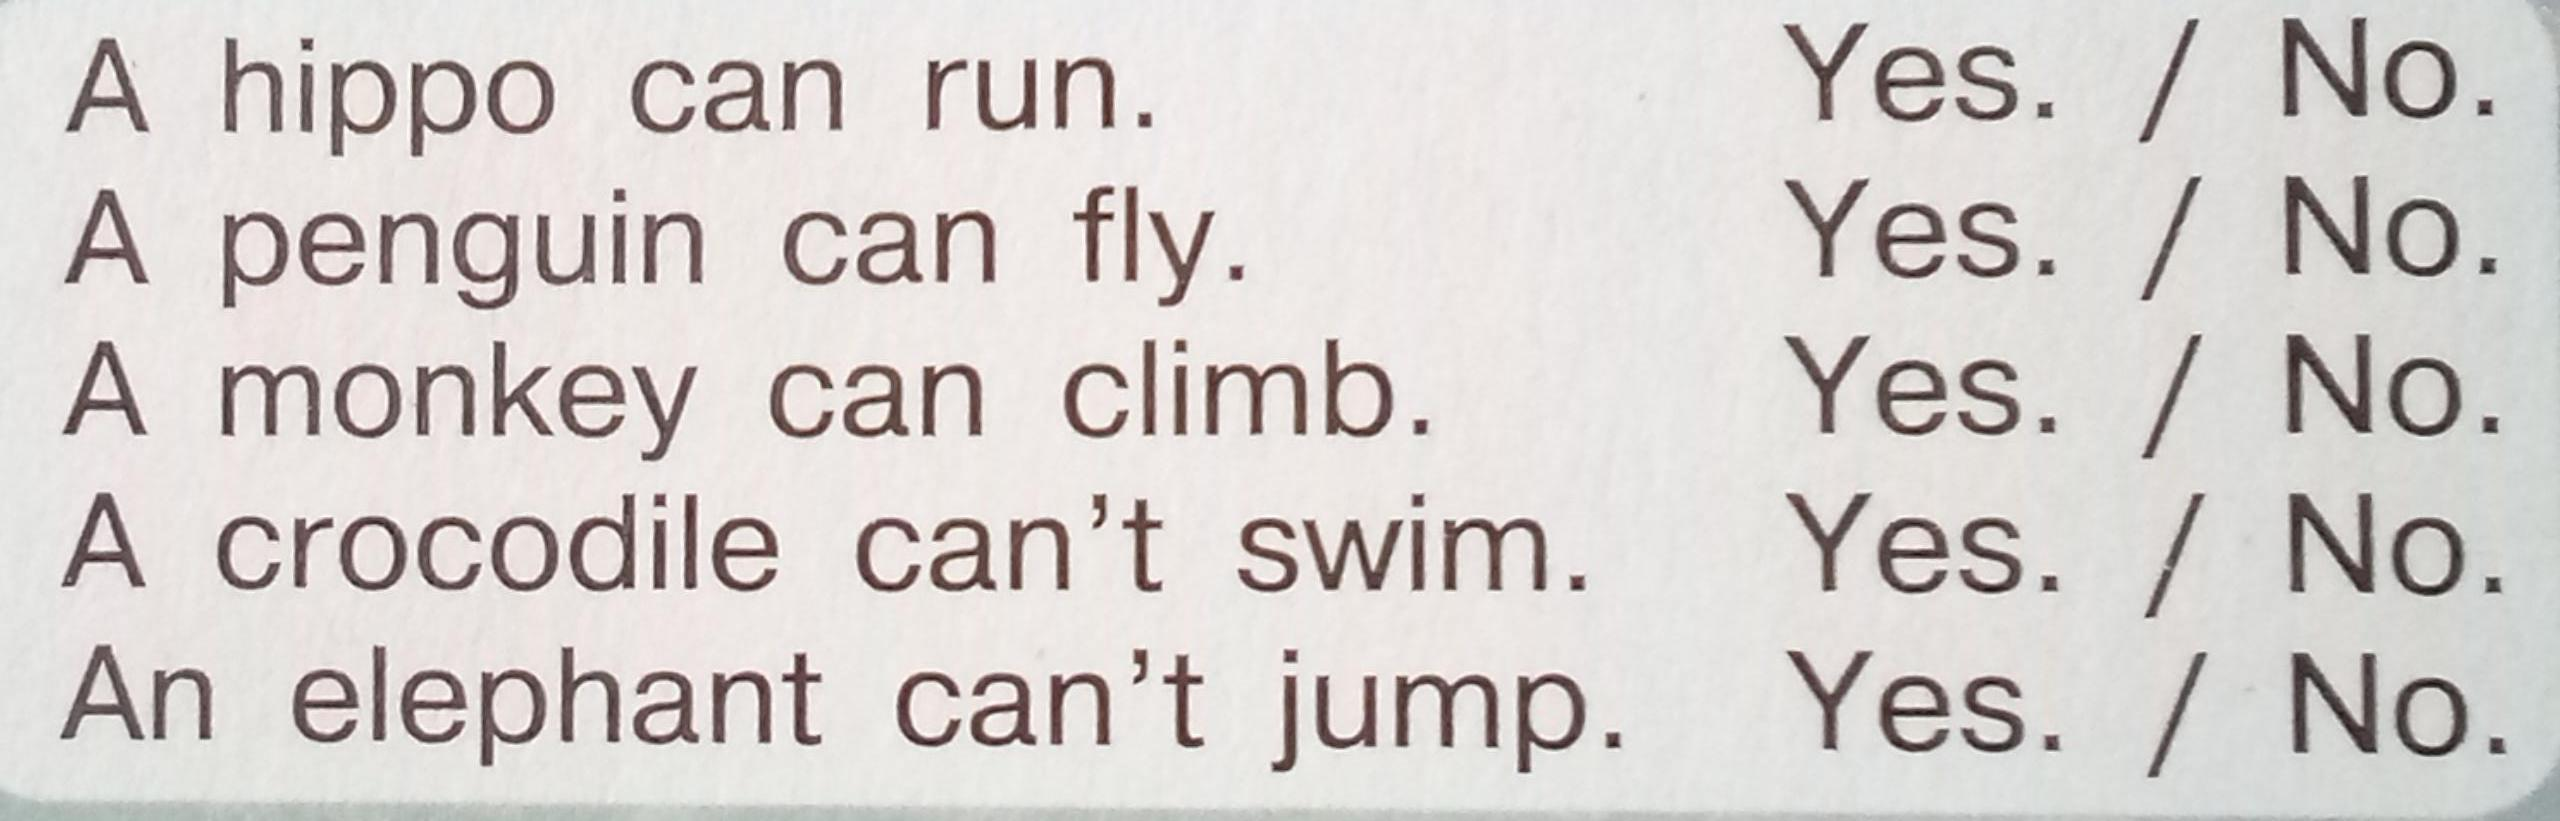 A hippo can run. Yes. / No.
A penguin can fly. Yes. / No.
A monkey can climb. Yes. / No.
A crocodile can't swim. Yes. / No.
An elephant can't jump. Yes. / No.